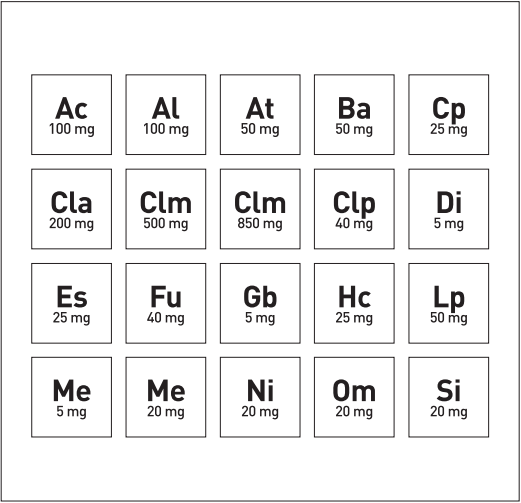 Ac
100 mg
Al
100 mg
At
50 mg
Ba
50 mg
Cp
25 mg
Cla
200 mg
Clm
500 mg
Clm
850 mg
Clp
40 mg
Di
5 mg
Es
25 mg
Fu
40 mg
Gb
5 mg
Hc
25 mg
Lp
50 mg
Me
5 mg
Me
20 mg
Ni
20 mg
Om
20 mg
Si
20 mg